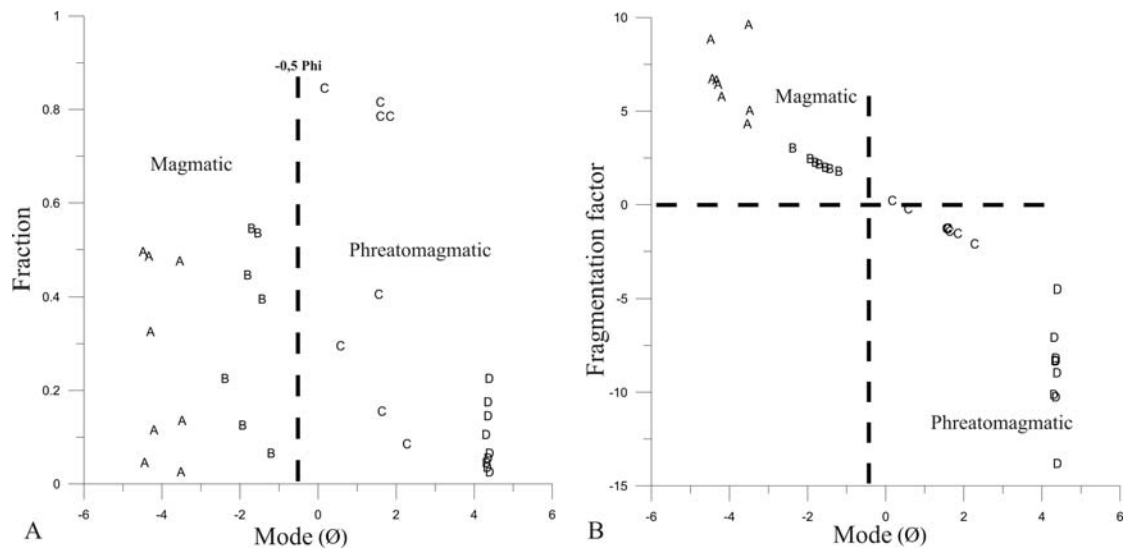 1
0.8
0.6
0.4
0.2
0
-6
-4
-2
0
2
4
6
Fraction
Mode (Ø)
-0,5 Phi
Magmatic
Phreatomagmatic
A A A A A A A A
B B B B B B B
C C CC C C C C
D D D D D D D D D
A
10
5
0
-5
-10
-15
-6
-4
-2
0
2
4
6
Fragmentation factor
Mode (Ø)
Magmatic
Phreatomagmatic
A A A A A A A A
B B B B B B B
C C C C C C
D D D D D D D D
B